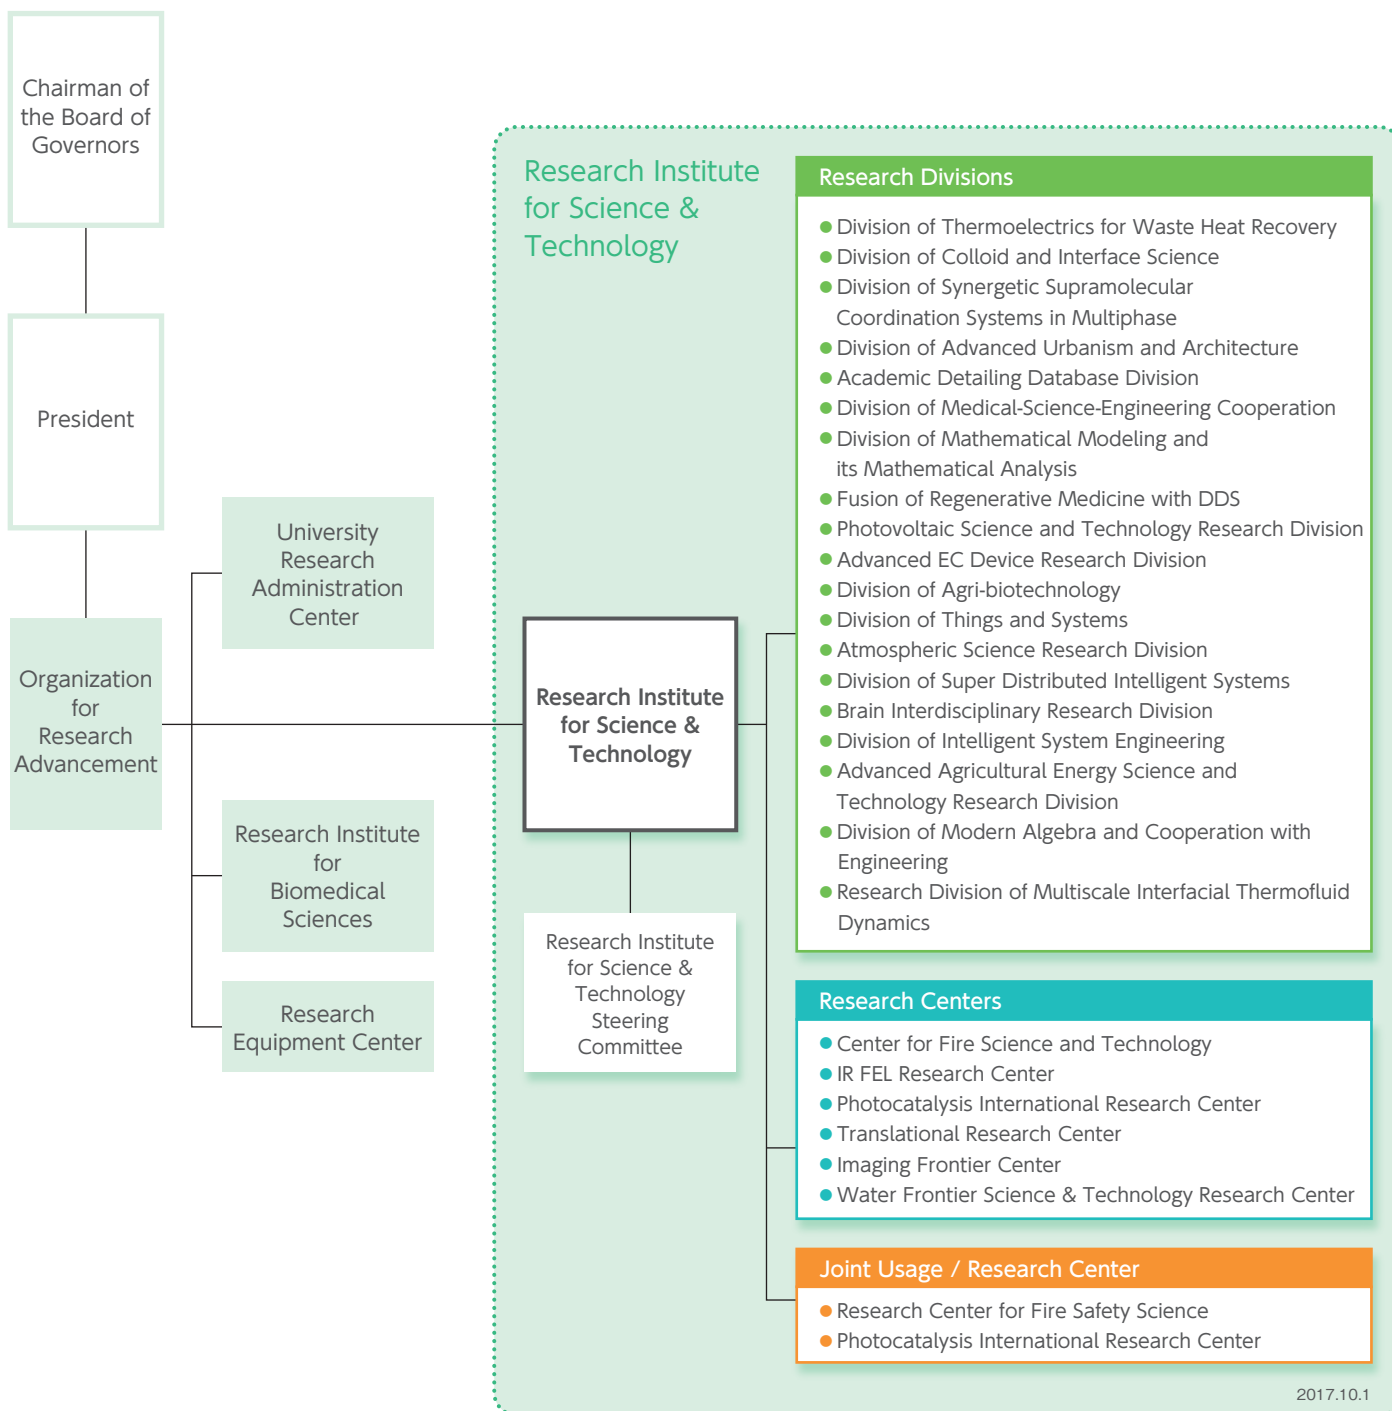 Chairman of
the Board of
Governors
President
Organization
for
Research
Advancement
University
Research
Administration
Center
Research Institute
for
Biomedical
Sciences
Research
Equipment Center
Research Institute
for Science &
Technology
Research Institute
for Science &
Technology
Research Institute
for Science &
Technology
Steering
Committee
Research Divisions
● Division of Thermoelectrics for Waste Heat Recovery
● Division of Colloid and Interface Science
● Division of Synergetic Supramolecular
Coordination Systems in Multiphase
● Division of Advanced Urbanism and Architecture
● Academic Detailing Database Division
● Division of Medical-Science-Engineering Cooperation
● Division of Mathematical Modeling and
its Mathematical Analysis
● Fusion of Regenerative Medicine with DDS
● Photovoltaic Science and Technology Research Division
● Advanced EC Device Research Division
● Division of Agri-biotechnology
● Division of Things and Systems
● Atmospheric Science Research Division
● Division of Super Distributed Intelligent Systems
● Brain Interdisciplinary Research Division
● Division of Intelligent System Engineering
● Advanced Agricultural Energy Science and
Technology Research Division
● Division of Modern Algebra and Cooperation with
Engineering
● Research Division of Multiscale Interfacial Thermofluid
Dynamics
Research Centers
● Center for Fire Science and Technology
● IR FEL Research Center
● Photocatalysis International Research Center
● Translational Research Center
● Imaging Frontier Center
● Water Frontier Science & Technology Research Center
Joint Usage / Research Center
● Research Center for Fire Safety Science
● Photocatalysis International Research Center
2017.10.1